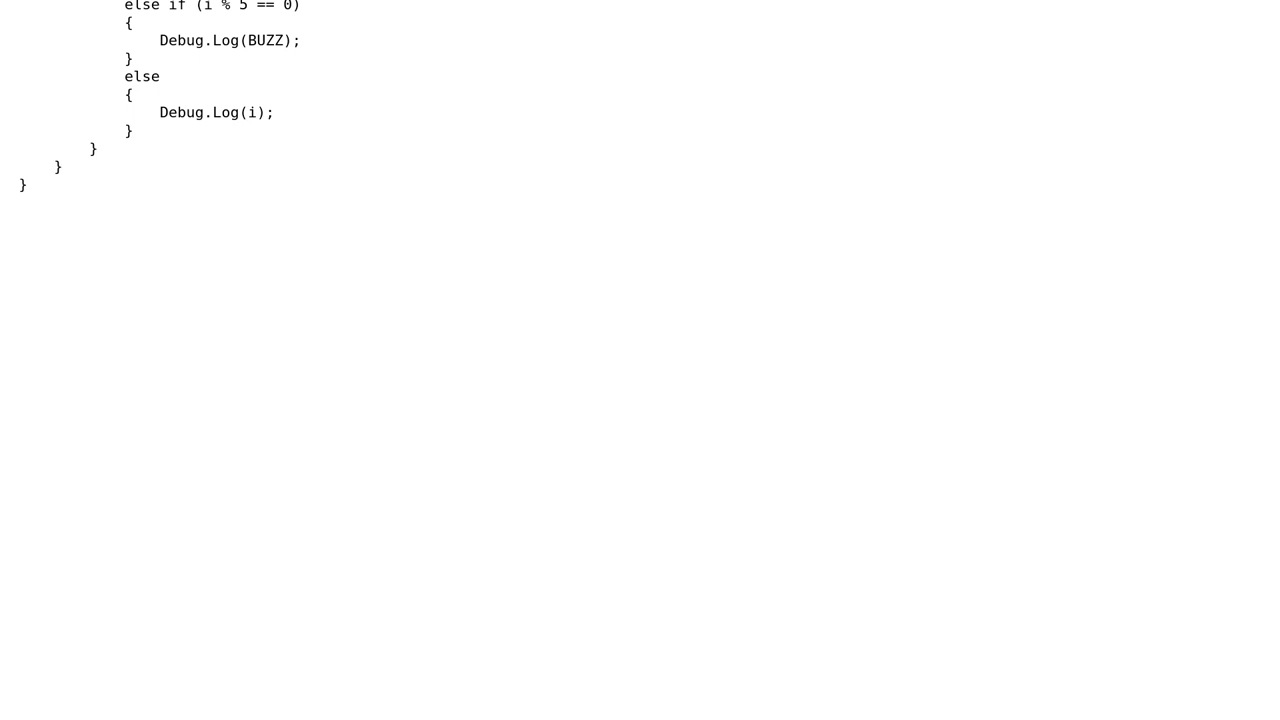 else if (i % 5 == 0)
            {
                Debug.Log(BUZZ);
            }
            else
            {
                Debug.Log(i);
            }
        }
    }
}